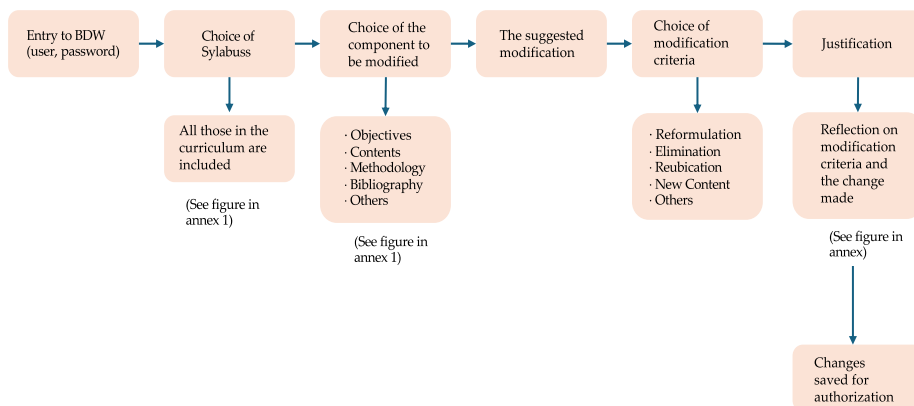 Entry to BDW
(user, password)
Choice of
Sylabuss
Choice of the
component to
be modified
The suggested
modification
Choice of
modification
criteria
Justification
All those in the
curriculum are
included
(See figure in
annex 1)
· Objectives
· Contents
· Methodology
· Bibliography
· Others
(See figure in
annex 1)
· Reformulation
· Elimination
· Reubication
· New Content
· Others
Reflection on
modification
criteria and
the change
made
(See figure in
annex)
Changes
saved for
authorization